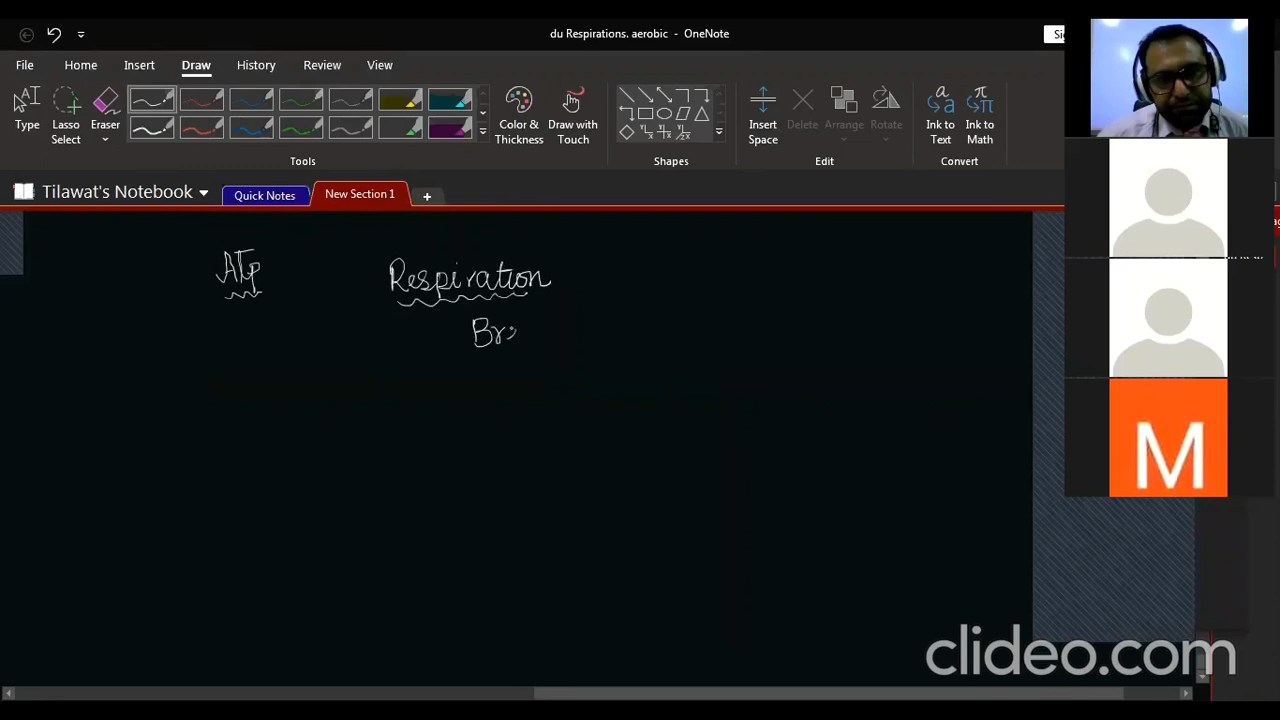 du Respirations. aerobic - OneNote
File Home Insert Draw History Review View
Type
Lasso Select
Eraser
Color & Thickness
Draw with Touch
Insert Space
Delete
Arrange
Rotate
Ink to Text
Ink to Math
Tools
Shapes
Edit
Convert
Tilawat's Notebook
Quick Notes
New Section 1
ATP
Respiration
Br
M
clideo.com